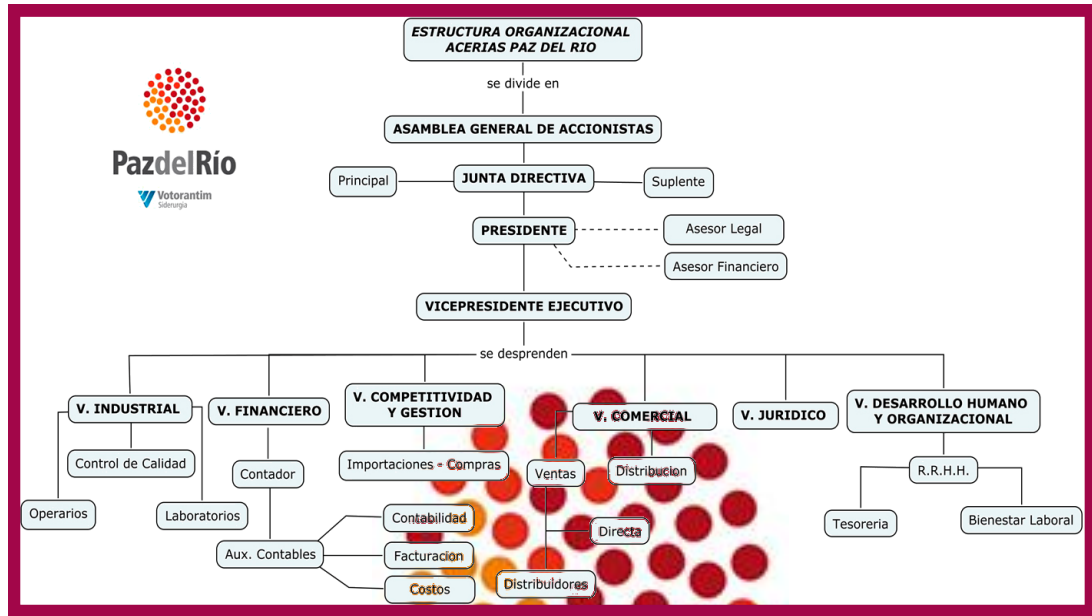 ESTRUCTURA ORGANIZACIONAL
ACERIAS PAZ DEL RIO
se divide en
ASAMBLEA GENERAL DE ACCIONISTAS
PazdelRío
Votorantim
Siderurgia
Principal
JUNTA DIRECTIVA
Suplente
PRESIDENTE
Asesor Legal
Asesor Financiero
VICEPRESIDENTE EJECUTIVO
se desprenden
V. INDUSTRIAL
V. FINANCIERO
V. COMPETITIVIDAD
Y GESTION
V. COMERCIAL
V. JURIDICO
V. DESARROLLO HUMANO
Y ORGANIZACIONAL
Control de Calidad
Contador
Importaciones - Compras
Ventas
Distribucion
R.R.H.H.
Operarios
Laboratorios
Contabilidad
Directa
Tesoreria
Bienestar Laboral
Aux. Contables
Facturacion
Costos
Distribuidores